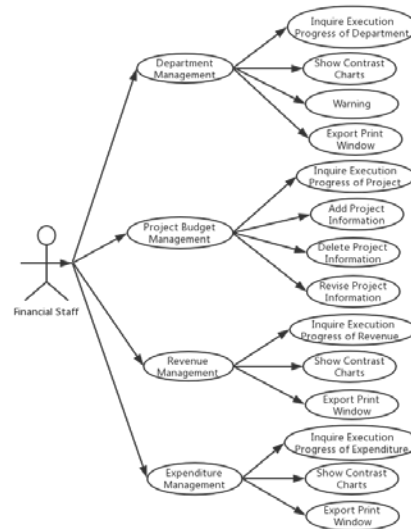 Inquire Execution
Progress of Department
Department
Management
Show Contrast
Charts
Warning
Export Print
Window
Inquire Execution
Progress of Project
Project Budget
Management
Add Project
Information
Delete Project
Information
Revise Project
Information
Financial Staff
Inquire Execution
Progress of Revenue
Revenue
Management
Show Contrast
Charts
Export Print
Window
Inquire Execution
Progress of Expenditure
Expenditure
Management
Show Contrast
Charts
Export Print
Window